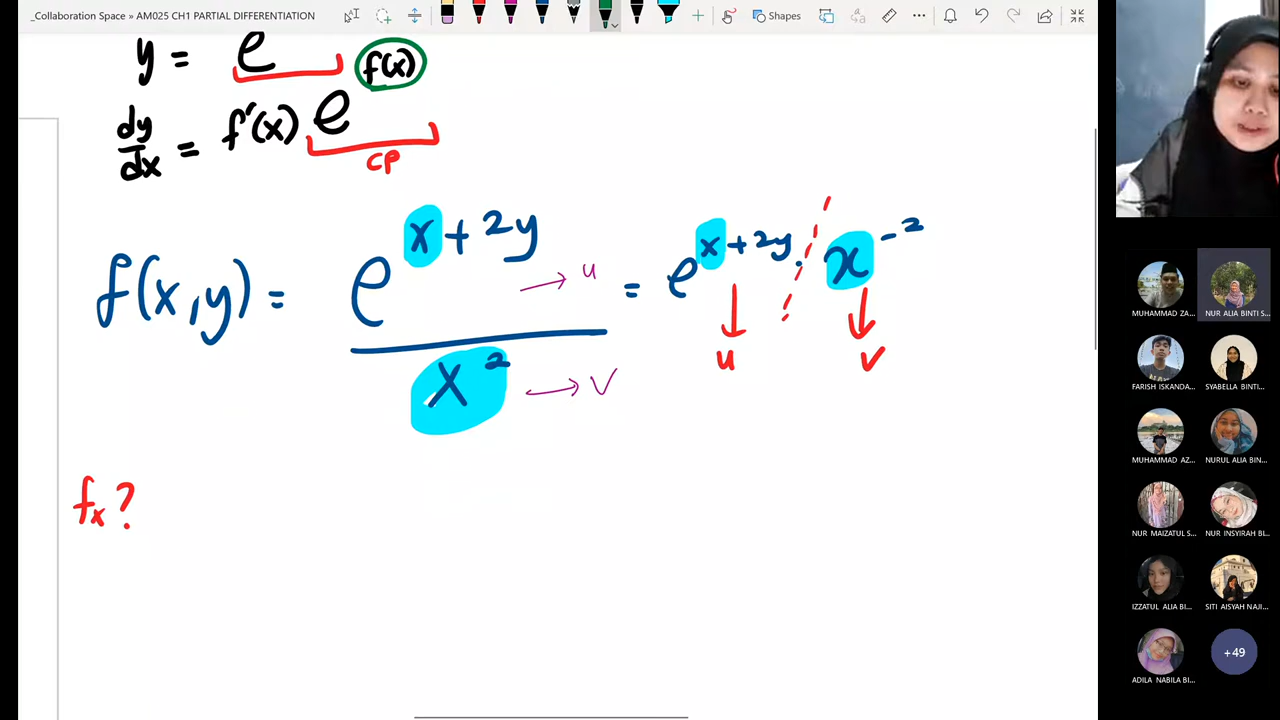 _Collaboration Space » AM025 CH1 PARTIAL DIFFERENTIATION
Shapes
y = e f(x)
dy/dx = f'(x) e
CP
f(x,y) = e^(x+2y) / x² = e^(x+2y) · x^-2
→ u
→ V
u
v
fx?
MUHAMMAD ZA...
NUR ALIA BINTI S...
FARISH ISKANDA...
SYABELLA BINTI...
MUHAMMAD AZ...
NURUL ALIA BIN...
NUR MAIZATUL S...
NUR INSYIRAH BI...
IZZATUL ALIA BI...
SITI AISYAH NAJI...
ADILA NABILA BI...
+49